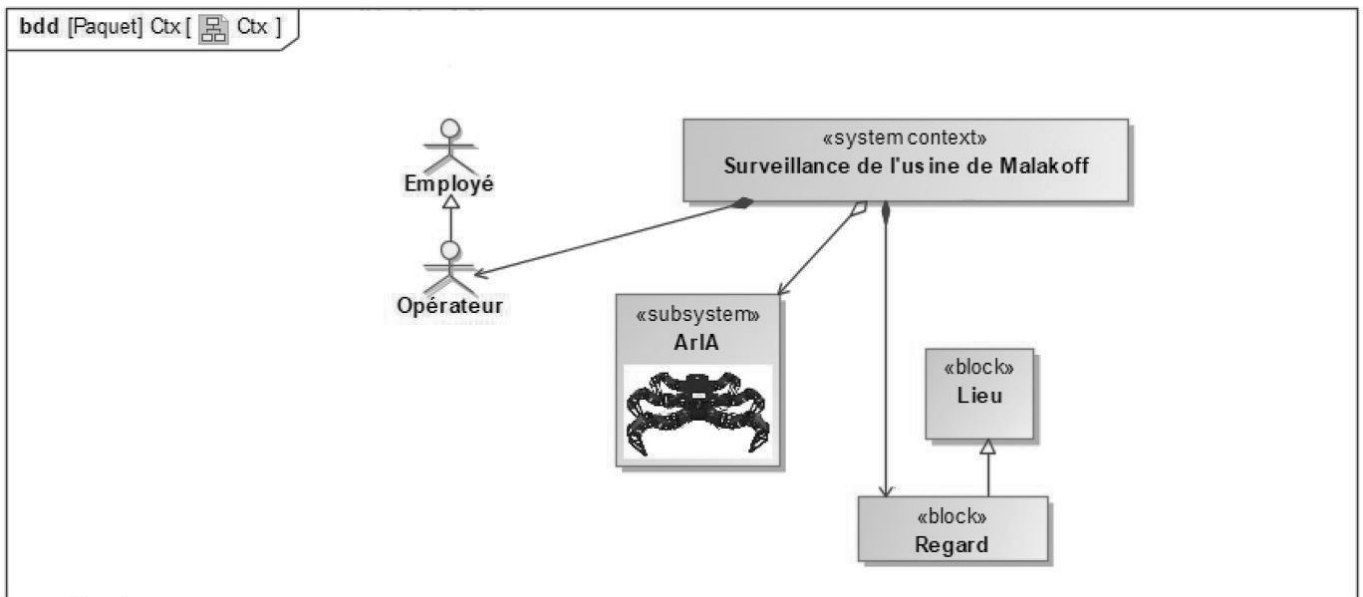 bdd [Paquet] Ctx [ Ctx ]
«system context»
Surveillance de l'usine de Malakoff
Employé
Opérateur
«subsystem»
ArIA
«block»
Lieu
«block»
Regard